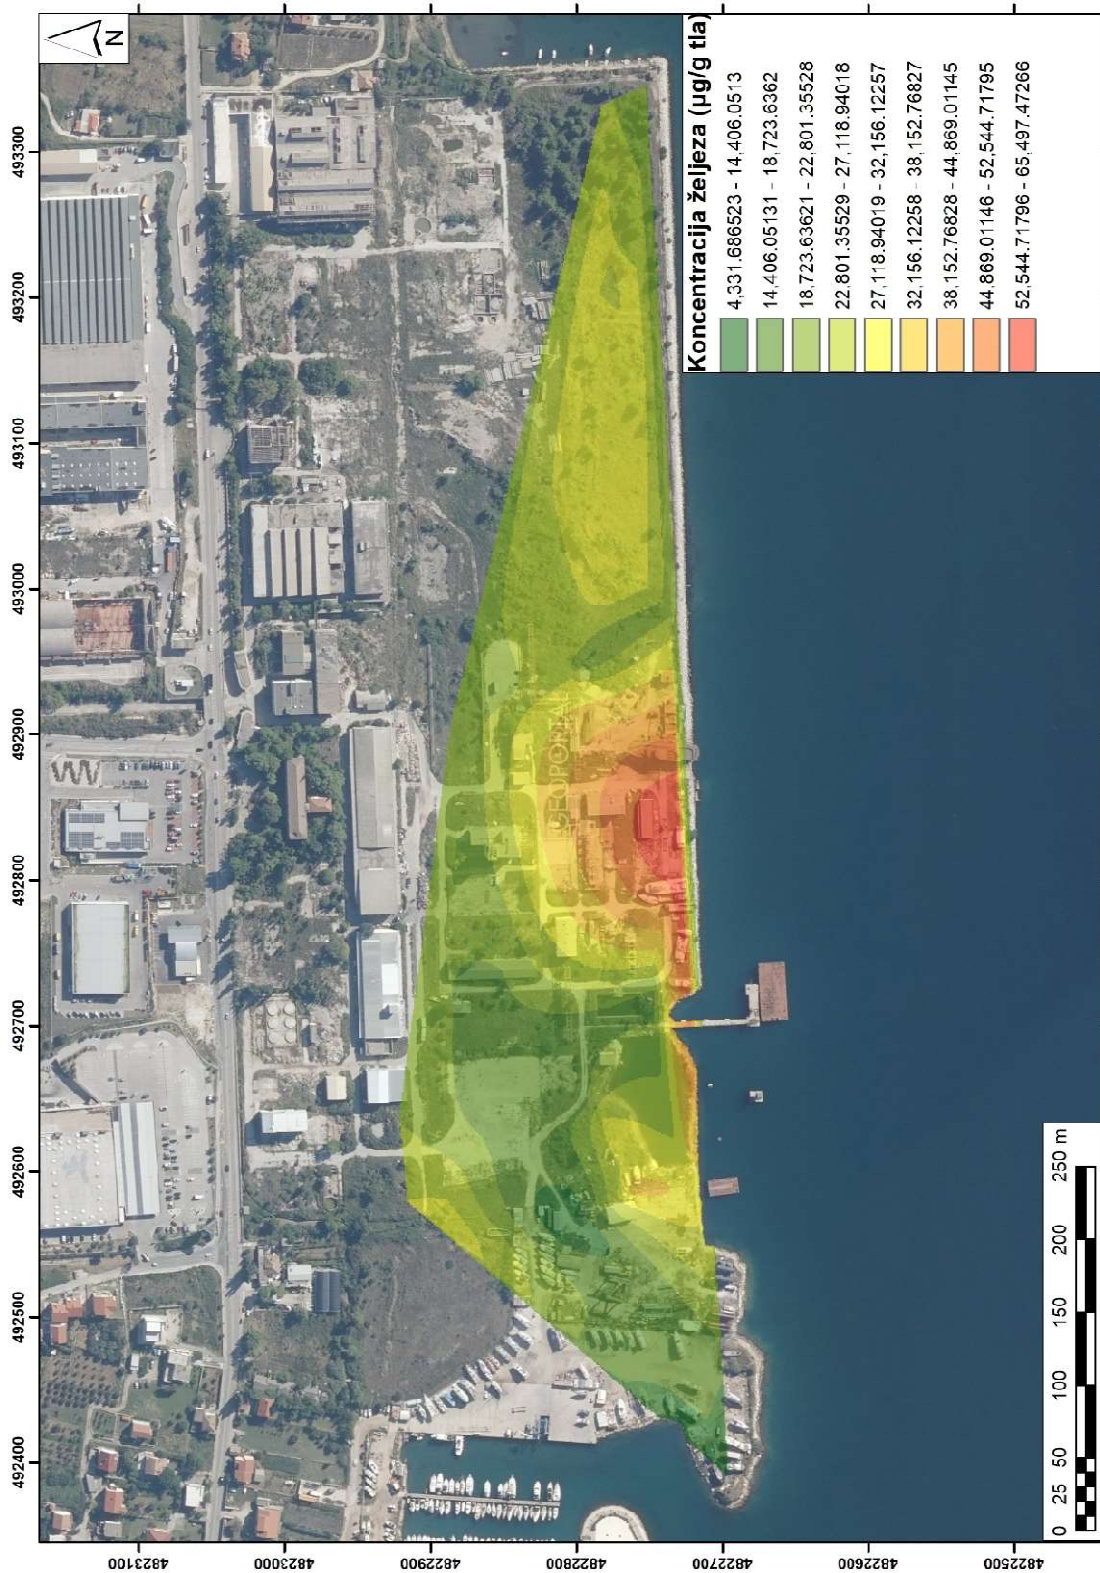 N
Koncentracija željeza (µg/g tla)
4,331.686523 - 14,406.0513
14,406.05131 - 18,723.6362
18,723.63621 - 22,801.35528
22,801.35529 - 27,118.94018
27,118.94019 - 32,156.12257
32,156.12258 - 38,152.76827
38,152.76828 - 44,869.01145
44,869.01146 - 52,544.71795
52,544.71796 - 65,497.47266
492400
492500
492600
492700
492800
492900
493000
493100
493200
493300
4823100
4823000
4822900
4822800
4822700
4822600
4822500
GEOPORTAL
0 25 50 100 150 200 250 m